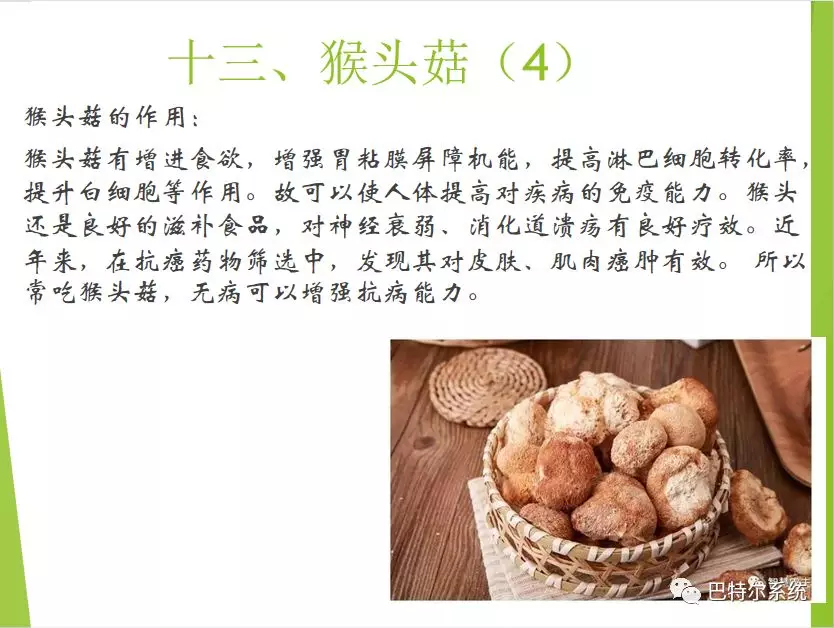 十三、猴头菇（4）
猴头菇的作用：
猴头菇有增进食欲，增强胃粘膜屏障机能，提高淋巴细胞转化率，
提升白细胞等作用。故可以使人体提高对疾病的免疫能力。猴头
还是良好的滋补食品，对神经衰弱、消化道溃疡有良好疗效。近
年来，在抗癌药物筛选中，发现其对皮肤、肌肉癌肿有效。 所以
常吃猴头菇，无病可以增强抗病能力。
巴特尔系统